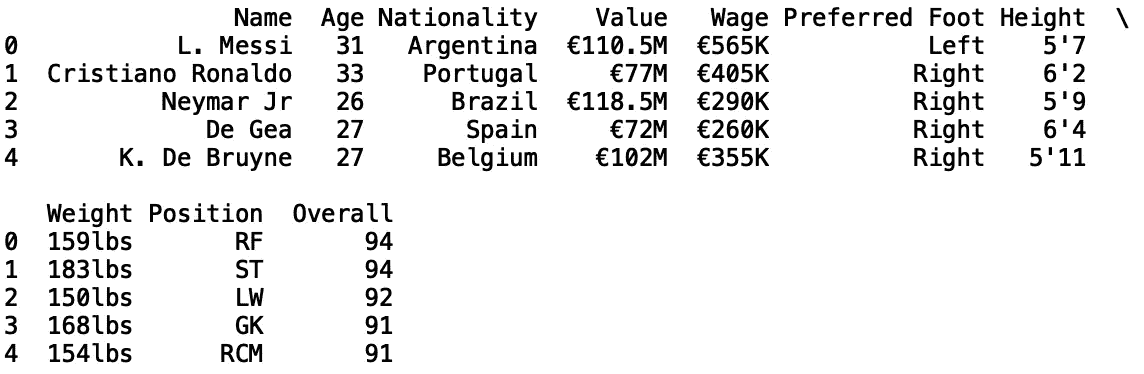 Name Age Nationality Value Wage Preferred Foot Height \
0 L. Messi 31 Argentina €110.5M €565K Left 5'7
1 Cristiano Ronaldo 33 Portugal €77M €405K Right 6'2
2 Neymar Jr 26 Brazil €118.5M €290K Right 5'9
3 De Gea 27 Spain €72M €260K Right 6'4
4 K. De Bruyne 27 Belgium €102M €355K Right 5'11
Weight Position Overall
0 159lbs RF 94
1 183lbs ST 94
2 150lbs LW 92
3 168lbs GK 91
4 154lbs RCM 91